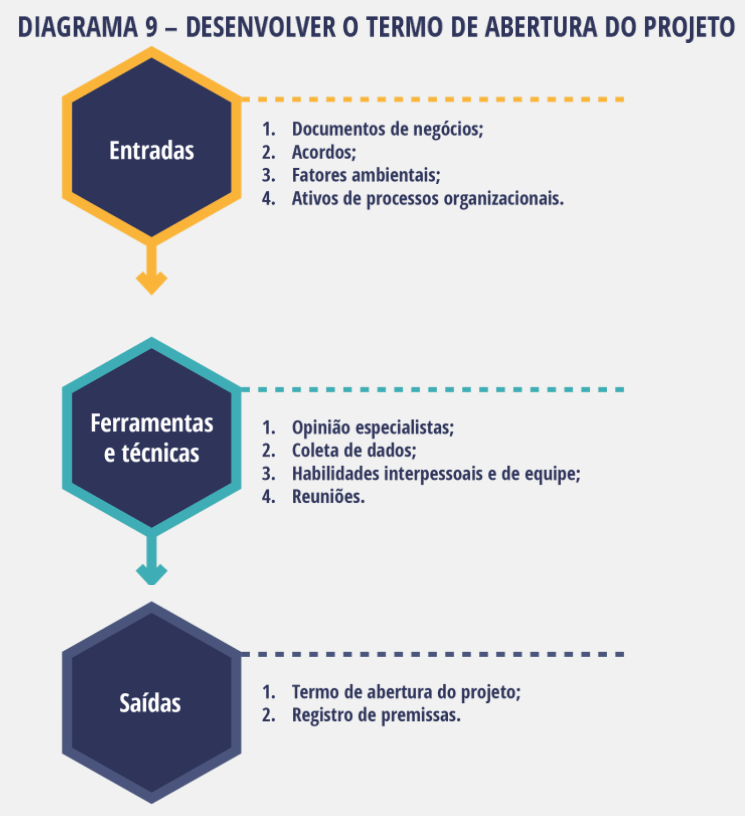 DIAGRAMA 9 – DESENVOLVER O TERMO DE ABERTURA DO PROJETO
Entradas
1. Documentos de negócios;
2. Acordos;
3. Fatores ambientais;
4. Ativos de processos organizacionais.
Ferramentas
e técnicas
1. Opinião especialistas;
2. Coleta de dados;
3. Habilidades interpessoais e de equipe;
4. Reuniões.
Saídas
1. Termo de abertura do projeto;
2. Registro de premissas.